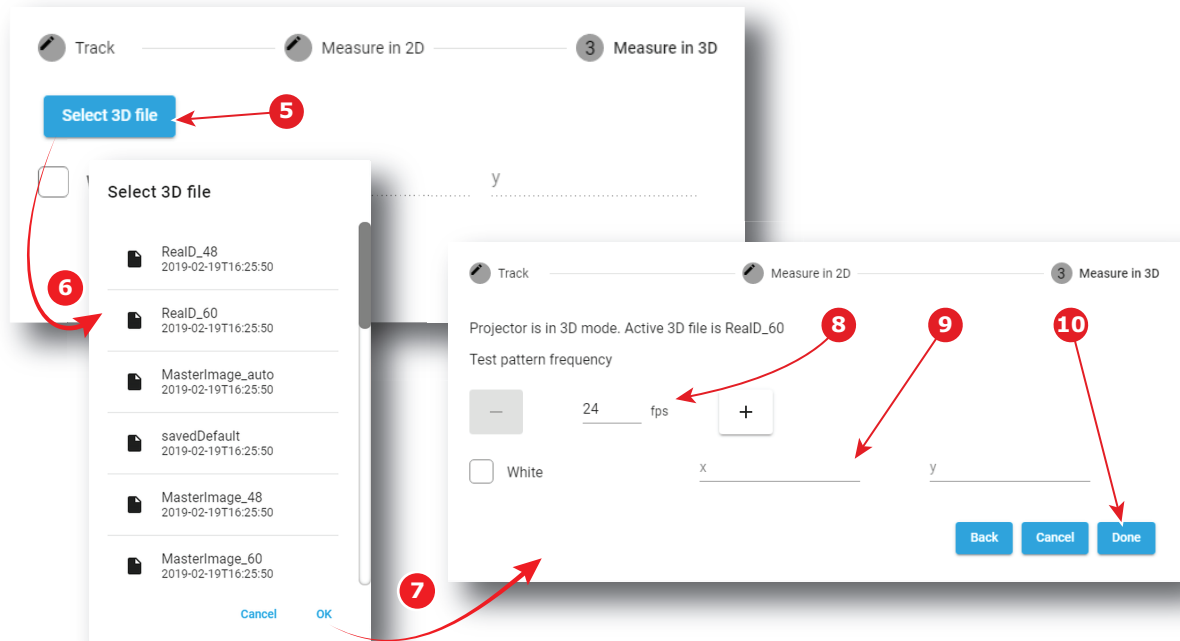 Track
Measure in 2D
3 Measure in 3D
Select 3D file
5
y
Select 3D file
RealD_48
2019-02-19T16:25:50
RealD_60
2019-02-19T16:25:50
MasterImage_auto
2019-02-19T16:25:50
savedDefault
2019-02-19T16:25:50
MasterImage_48
2019-02-19T16:25:50
MasterImage_60
2019-02-19T16:25:50
Cancel OK
6
7
Track
Measure in 2D
3 Measure in 3D
Projector is in 3D mode. Active 3D file is RealD_60
8
9
10
Test pattern frequency
− 24 fps +
White x y
Back Cancel Done